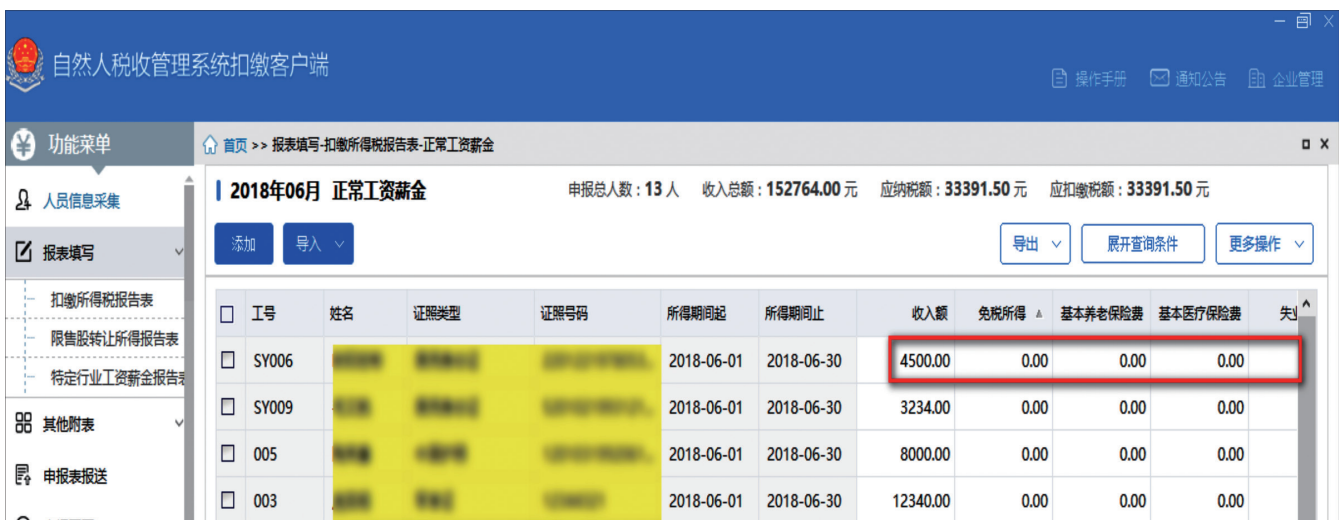 自然人税收管理系统扣缴客户端
操作手册 通知公告 企业管理
功能菜单
首页 >> 报表填写-扣缴所得税报告表-正常工资薪金
人员信息采集
2018年06月 正常工资薪金 申报总人数：13 人 收入总额：152764.00 元 应纳税额：33391.50 元 应扣缴税额：33391.50 元
报表填写
添加 导入 导出 展开查询条件 更多操作
扣缴所得税报告表
限售股转让所得报告表
特定行业工资薪金报告表
其他附表
申报表报送
工号 姓名 证照类型 证照号码 所得期间起 所得期间止 收入额 免税所得 基本养老保险费 基本医疗保险费
SY006 2018-06-01 2018-06-30 4500.00 0.00 0.00 0.00
SY009 2018-06-01 2018-06-30 3234.00 0.00 0.00 0.00
005 2018-06-01 2018-06-30 8000.00 0.00 0.00 0.00
003 2018-06-01 2018-06-30 12340.00 0.00 0.00 0.00